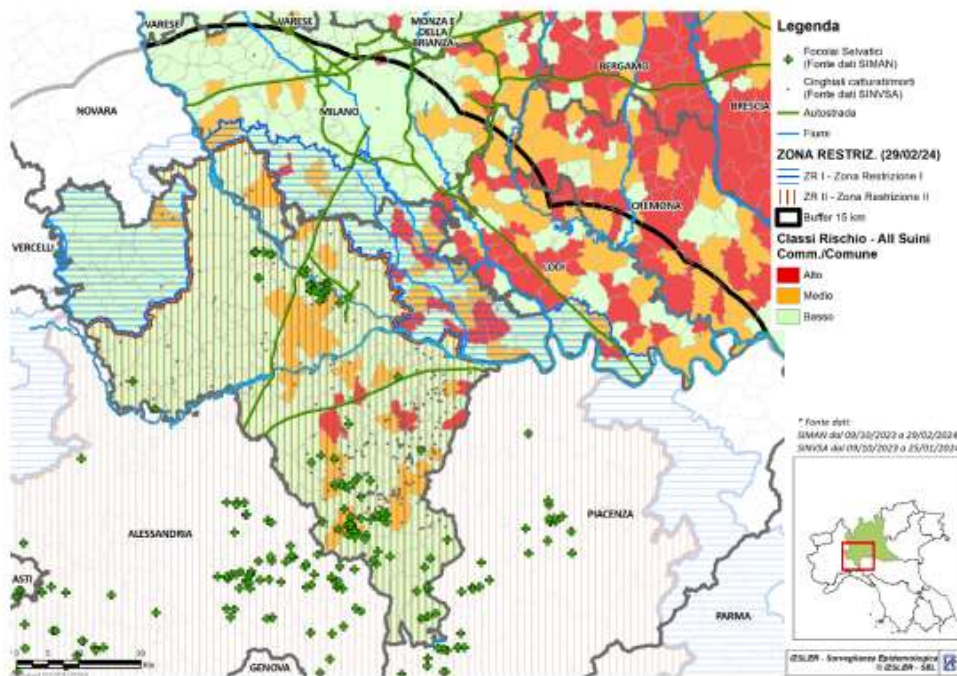 VARESE
VARESE
MONZA E
DELLA
BRIANZA
BERGAMO
BRESCIA
NOVARA
MILANO
CREMONA
VERCELLI
LODI
ALESSANDRIA
PIACENZA
ASTI
PARMA
GENOVA
Km
Legenda
Focolai Selvatici
(Fonte dati SIMAN)
Cinghiali catturati/morti
(Fonte dati SINVSA)
Autostrada
Fiumi
ZONA RESTRIZ. (29/02/24)
ZR I - Zona Restrizione I
ZR II - Zona Restrizione II
Buffer 15 km
Classi Rischio - All Suini
Comm./Comune
Alto
Medio
Basso
* Fonte dati:
SIMAN dal 09/10/2023 a 29/02/2024
SINVSA dal 09/10/2023 a 25/01/2024
IZSLER - Sorveglianza Epidemiologica
© IZSLER - SEL